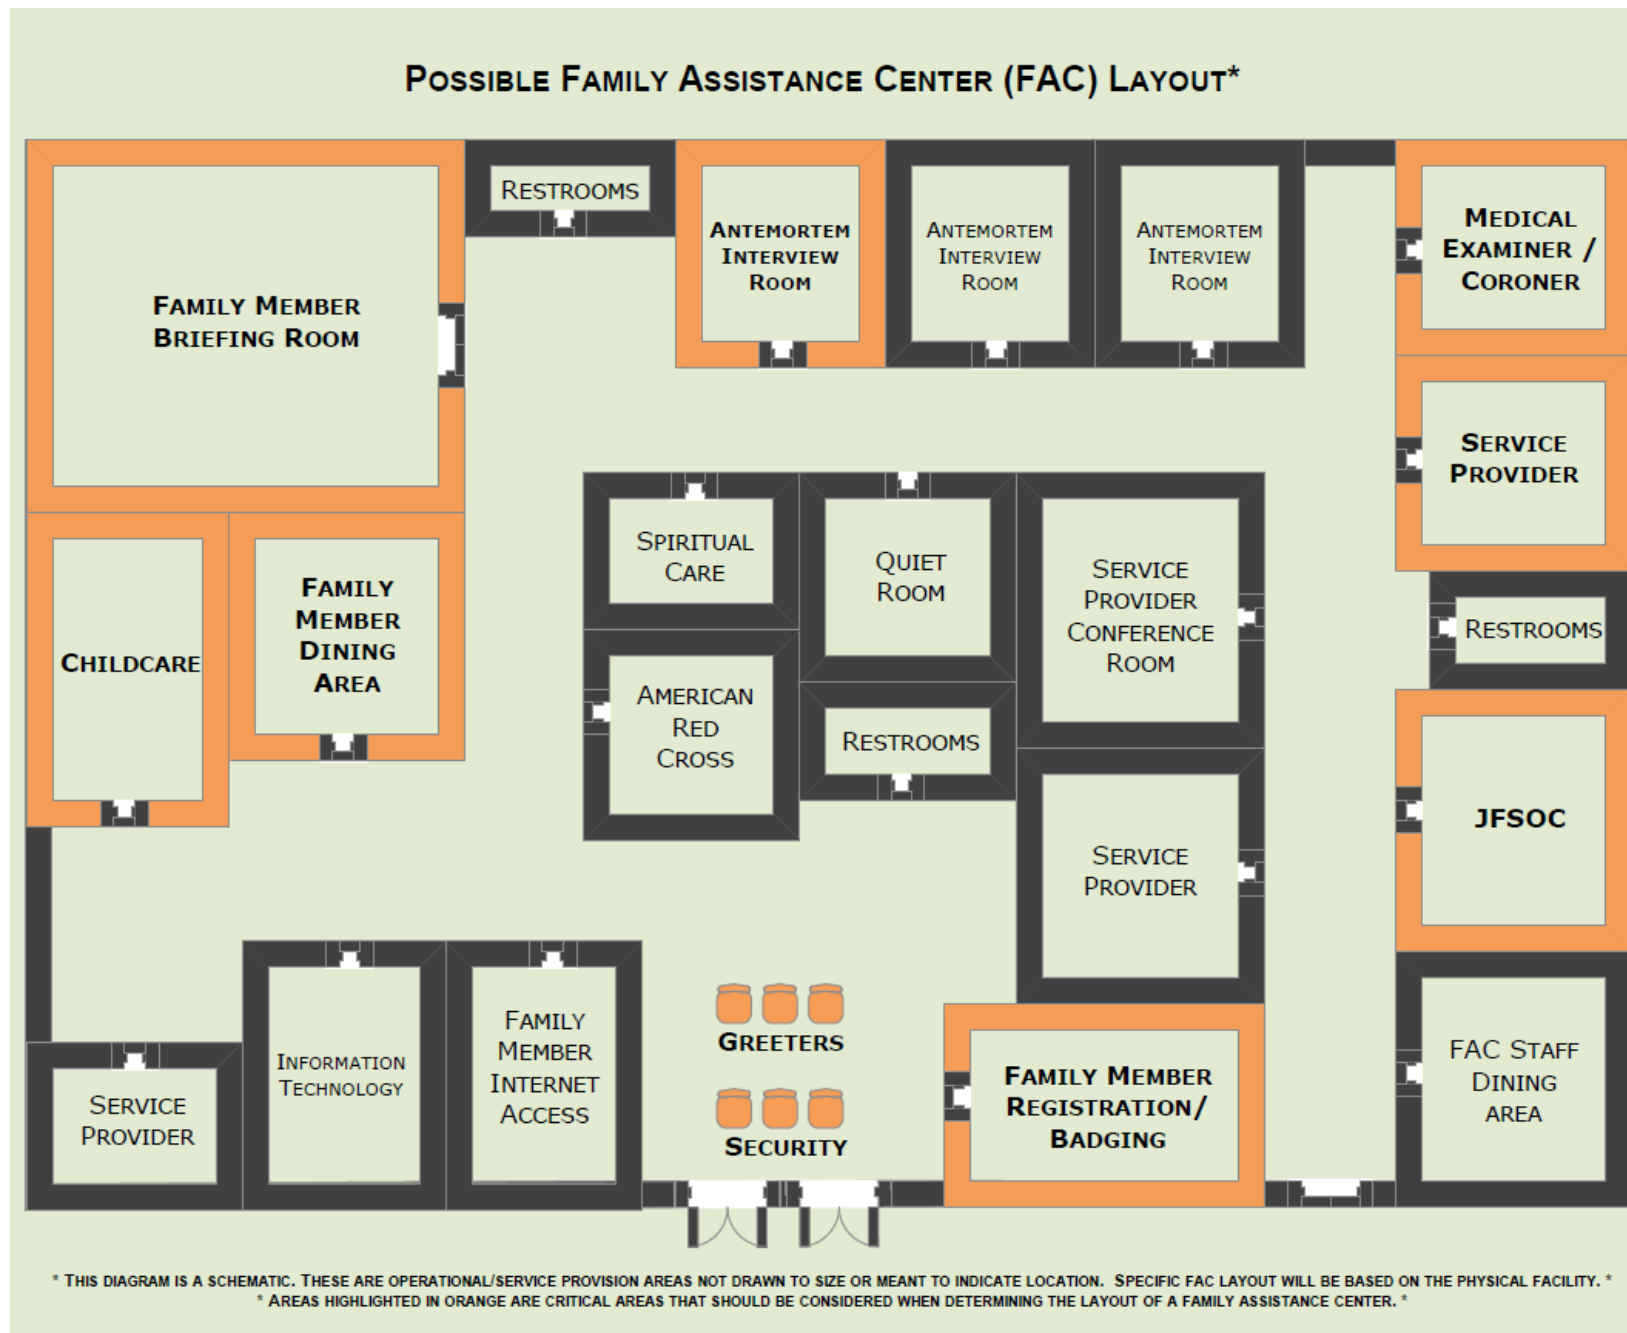 POSSIBLE FAMILY ASSISTANCE CENTER (FAC) LAYOUT*
RESTROOMS
ANTEMORTEM
INTERVIEW
ROOM
ANTEMORTEM
INTERVIEW
ROOM
ANTEMORTEM
INTERVIEW
ROOM
MEDICAL
EXAMINER /
CORONER
FAMILY MEMBER
BRIEFING ROOM
SERVICE
PROVIDER
SPIRITUAL
CARE
QUIET
ROOM
SERVICE
PROVIDER
CONFERENCE
ROOM
RESTROOMS
CHILDCARE
FAMILY
MEMBER
DINING
AREA
AMERICAN
RED
CROSS
RESTROOMS
JFSOC
SERVICE
PROVIDER
SERVICE
PROVIDER
INFORMATION
TECHNOLOGY
FAMILY
MEMBER
INTERNET
ACCESS
GREETERS
SECURITY
FAMILY MEMBER
REGISTRATION/
BADGING
FAC STAFF
DINING
AREA
* THIS DIAGRAM IS A SCHEMATIC. THESE ARE OPERATIONAL/SERVICE PROVISION AREAS NOT DRAWN TO SIZE OR MEANT TO INDICATE LOCATION. SPECIFIC FAC LAYOUT WILL BE BASED ON THE PHYSICAL FACILITY. *
* AREAS HIGHLIGHTED IN ORANGE ARE CRITICAL AREAS THAT SHOULD BE CONSIDERED WHEN DETERMINING THE LAYOUT OF A FAMILY ASSISTANCE CENTER. *